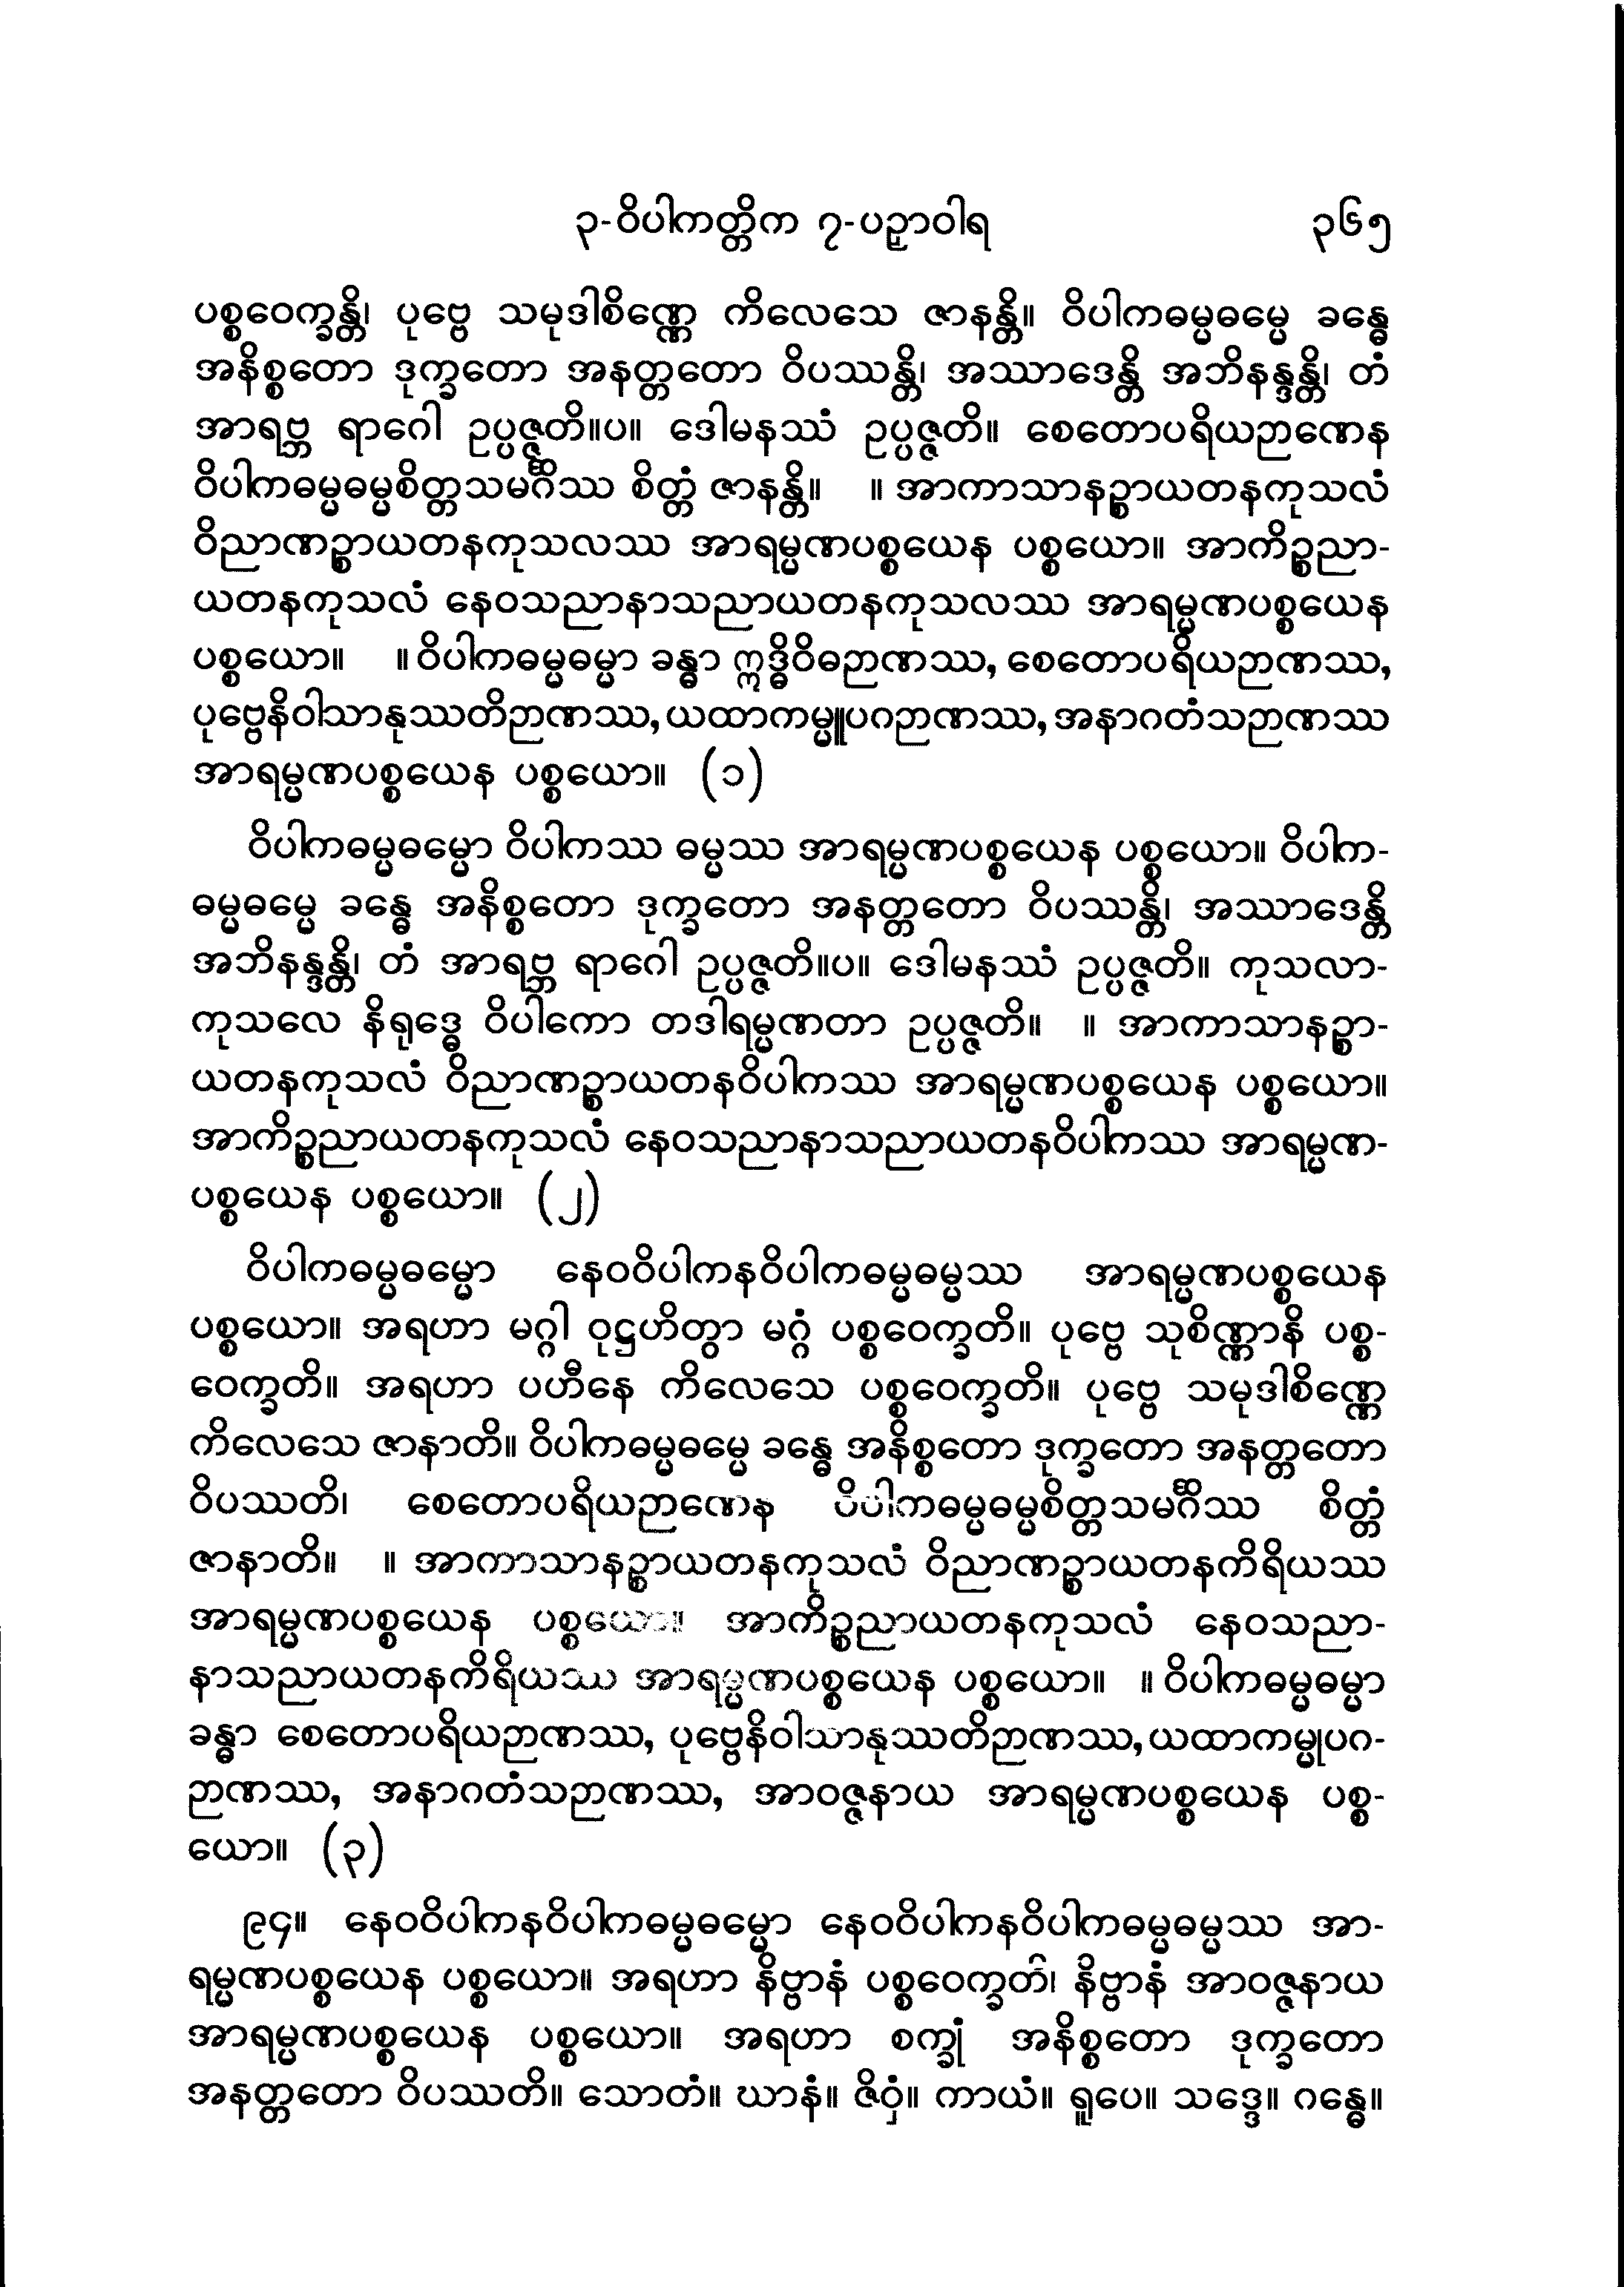 ၃-ဝိပါကတ္တိက ၇-ပဉှာဝါရ ၃၆၅
ပစ္စဝေက္ခန္တိ၊ ပုဗ္ဗေ သမုဒါစိဏ္ဏေ ကိလေသေ ဇာနန္တိ။ ဝိပါကဓမ္မဓမ္မေ ခန္ဓေ
အနိစ္စတော ဒုက္ခတော အနတ္တတော ဝိပဿန္တိ၊ အဿာဒေန္တိ အဘိနန္ဒန္တိ၊ တံ
အာရဗ္ဘ ရာဂေါ ဥပ္ပဇ္ဇတိ။ပ။ ဒေါမနဿံ ဥပ္ပဇ္ဇတိ။ စေတောပရိယဉာဏေန
ဝိပါကဓမ္မဓမ္မစိတ္တသမင်္ဂိဿ စိတ္တံ ဇာနန္တိ။ ။ အာကာသာနဉ္စာယတနကုသလံ
ဝိညာဏဉ္စာယတနကုသလဿ အာရမ္မဏပစ္စယေန ပစ္စယော။ အာကိဉ္စညာ-
ယတနကုသလံ နေဝသညာနာသညာယတနကုသလဿ အာရမ္မဏပစ္စယေန
ပစ္စယော။ ။ ဝိပါကဓမ္မဓမ္မာ ခန္ဓာ ဣဒ္ဓိဝိဓဉာဏဿ, စေတောပရိယဉာဏဿ,
ပုဗ္ဗေနိဝါသာနုဿတိဉာဏဿ, ယထာကမ္မူပဂဉာဏဿ, အနာဂတံသဉာဏဿ
အာရမ္မဏပစ္စယေန ပစ္စယော။ (၁)
ဝိပါကဓမ္မဓမ္မော ဝိပါကဿ ဓမ္မဿ အာရမ္မဏပစ္စယေန ပစ္စယော။ ဝိပါက-
ဓမ္မဓမ္မေ ခန္ဓေ အနိစ္စတော ဒုက္ခတော အနတ္တတော ဝိပဿန္တိ၊ အဿာဒေန္တိ
အဘိနန္ဒန္တိ၊ တံ အာရဗ္ဘ ရာဂေါ ဥပ္ပဇ္ဇတိ။ပ။ ဒေါမနဿံ ဥပ္ပဇ္ဇတိ။ ကုသလာ-
ကုသလေ နိရုဒ္ဓေ ဝိပါကော တဒါရမ္မဏတာ ဥပ္ပဇ္ဇတိ။ ။ အာကာသာနဉ္စာ-
ယတနကုသလံ ဝိညာဏဉ္စာယတနဝိပါကဿ အာရမ္မဏပစ္စယေန ပစ္စယော။
အာကိဉ္စညာယတနကုသလံ နေဝသညာနာသညာယတနဝိပါကဿ အာရမ္မဏ-
ပစ္စယေန ပစ္စယော။ (၂)
ဝိပါကဓမ္မဓမ္မော နေဝဝိပါကနဝိပါကဓမ္မဓမ္မဿ အာရမ္မဏပစ္စယေန
ပစ္စယော။ အရဟာ မဂ္ဂါ ဝုဋ္ဌဟိတွာ မဂ္ဂံ ပစ္စဝေက္ခတိ။ ပုဗ္ဗေ သုစိဏ္ဏာနိ ပစ္စ-
ဝေက္ခတိ။ အရဟာ ပဟီနေ ကိလေသေ ပစ္စဝေက္ခတိ။ ပုဗ္ဗေ သမုဒါစိဏ္ဏေ
ကိလေသေ ဇာနာတိ။ ဝိပါကဓမ္မဓမ္မေ ခန္ဓေ အနိစ္စတော ဒုက္ခတော အနတ္တတော
ဝိပဿတိ၊ စေတောပရိယဉာဏေန ဝိပါကဓမ္မဓမ္မစိတ္တသမင်္ဂိဿ စိတ္တံ
ဇာနာတိ။ ။ အာကာသာနဉ္စာယတနကုသလံ ဝိညာဏဉ္စာယတနကိရိယဿ
အာရမ္မဏပစ္စယေန ပစ္စယော။ အာကိဉ္စညာယတနကုသလံ နေဝသညာ-
နာသညာယတနကိရိယဿ အာရမ္မဏပစ္စယေန ပစ္စယော။ ။ ဝိပါကဓမ္မဓမ္မာ
ခန္ဓာ စေတောပရိယဉာဏဿ, ပုဗ္ဗေနိဝါသာနုဿတိဉာဏဿ, ယထာကမ္မုပဂ-
ဉာဏဿ, အနာဂတံသဉာဏဿ, အာဝဇ္ဇနာယ အာရမ္မဏပစ္စယေန ပစ္စ-
ယော။ (၃)
၉၄။ နေဝဝိပါကနဝိပါကဓမ္မဓမ္မော နေဝဝိပါကနဝိပါကဓမ္မဓမ္မဿ အာ-
ရမ္မဏပစ္စယေန ပစ္စယော။ အရဟာ နိဗ္ဗာနံ ပစ္စဝေက္ခတိ၊ နိဗ္ဗာနံ အာဝဇ္ဇနာယ
အာရမ္မဏပစ္စယေန ပစ္စယော။ အရဟာ စက္ခုံ အနိစ္စတော ဒုက္ခတော
အနတ္တတော ဝိပဿတိ။ သောတံ။ ဃာနံ။ ဇိဝှံ။ ကာယံ။ ရူပေ။ သဒ္ဒေ။ ဂန္ဓေ။